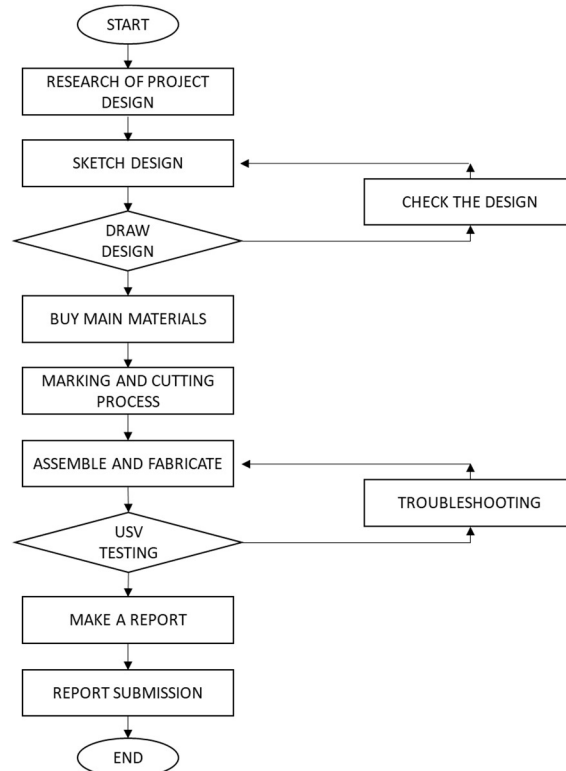 START
RESEARCH OF PROJECT
DESIGN
SKETCH DESIGN
CHECK THE DESIGN
DRAW
DESIGN
BUY MAIN MATERIALS
MARKING AND CUTTING
PROCESS
ASSEMBLE AND FABRICATE
TROUBLESHOOTING
USV
TESTING
MAKE A REPORT
REPORT SUBMISSION
END